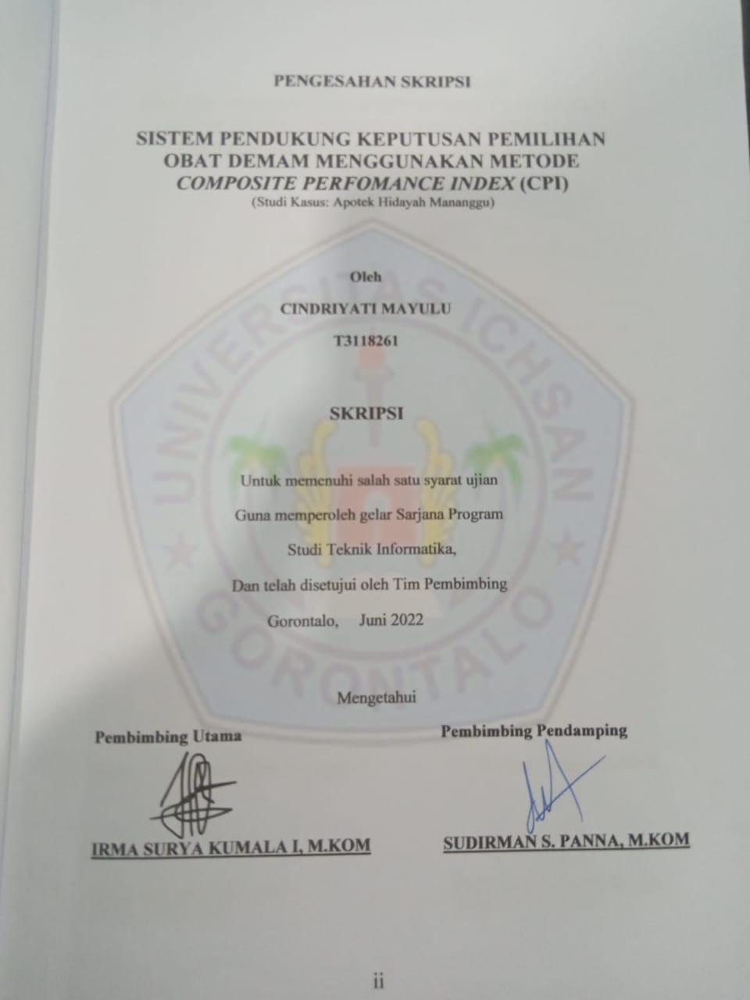 PENGESAHAN SKRIPSI
SISTEM PENDUKUNG KEPUTUSAN PEMILIHAN
OBAT DEMAM MENGGUNAKAN METODE
COMPOSITE PERFOMANCE INDEX (CPI)
(Studi Kasus: Apotek Hidayah Mananggu)
UNIVERSITAS ICHSAN
GORONTALO
Oleh
CINDRIYATI MAYULU
T3118261
SKRIPSI
Untuk memenuhi salah satu syarat ujian
Guna memperoleh gelar Sarjana Program
Studi Teknik Informatika,
Dan telah disetujui oleh Tim Pembimbing
Gorontalo, Juni 2022
Mengetahui
Pembimbing Utama
Pembimbing Pendamping
IRMA SURYA KUMALA I, M.KOM
SUDIRMAN S. PANNA, M.KOM
ii